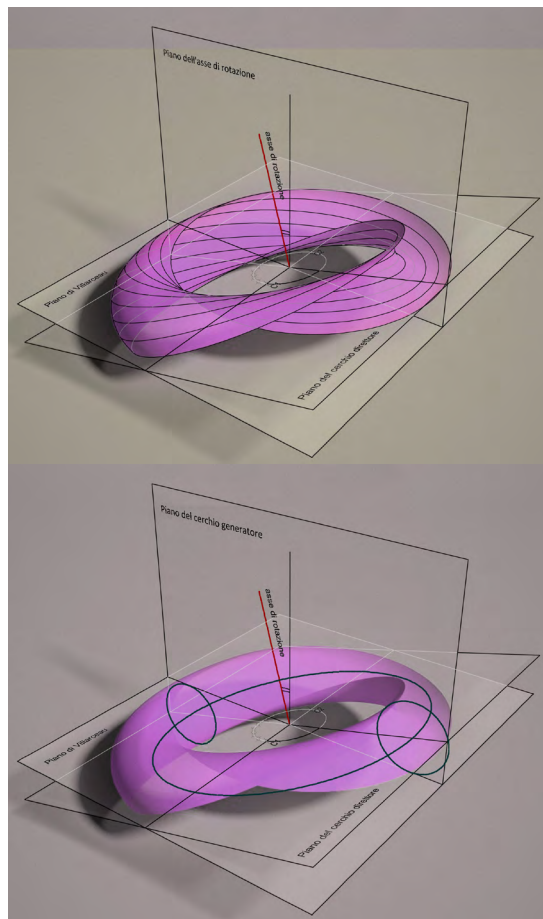 Piano dell'asse di rotazione
asse di rotazione
Piano di Villarceau
Piano del cerchio direttore
Piano del cerchio generatore
asse di rotazione
Piano di Villarceau
Piano del cerchio direttore